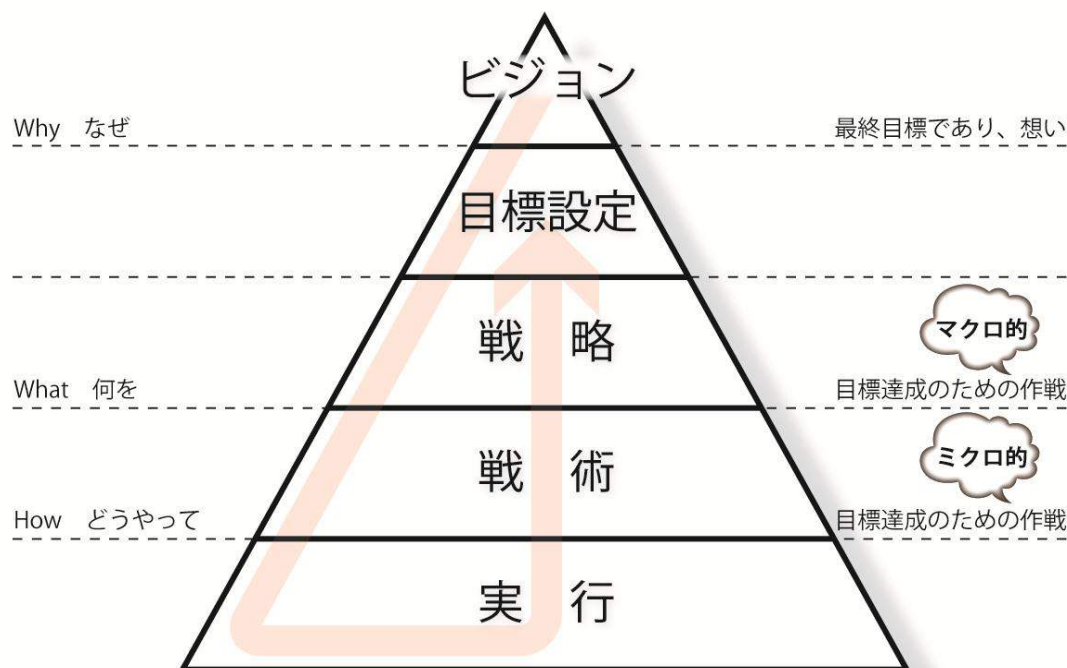 ビジョン
Why なぜ
最終目標であり、想い
目標設定
戦 略
マクロ的
What 何を
目標達成のための作戦
戦 術
ミクロ的
How どうやって
目標達成のための作戦
実 行